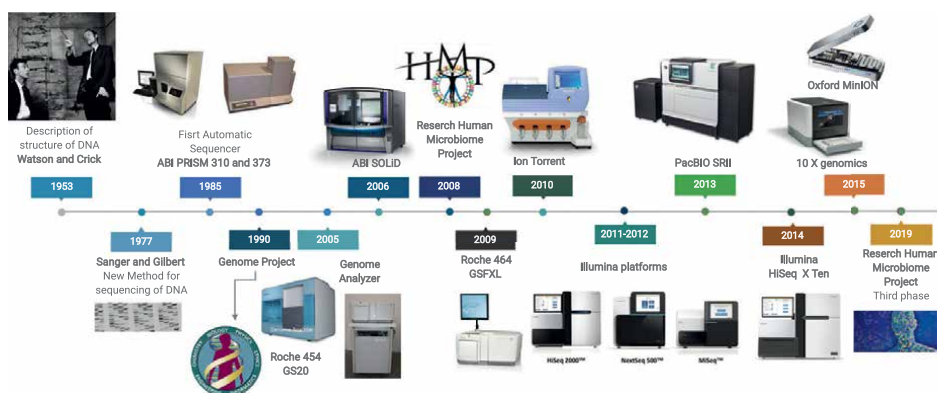 HMP
Oxford MinION
Description of
structure of DNA
Watson and Crick
Fisrt Automatic
Sequencer
ABI PRISM 310 and 373
ABI SOLiD
Reserch Human
Microbiome
Project
Ion Torrent
PacBIO SRII
10 X genomics
1953
1985
2006
2008
2010
2013
2015
1977
1990
2005
2009
2011-2012
2014
2019
Sanger and Gilbert
New Method for
sequencing of DNA
Genome Project
Genome
Analyzer
Roche 464
GSFXL
Illumina platforms
Illumina
HiSeq X Ten
Reserch Human
Microbiome
Project
Third phase
Roche 454
GS20
HiSeq 2000™
NextSeq 500™
MiSeq™